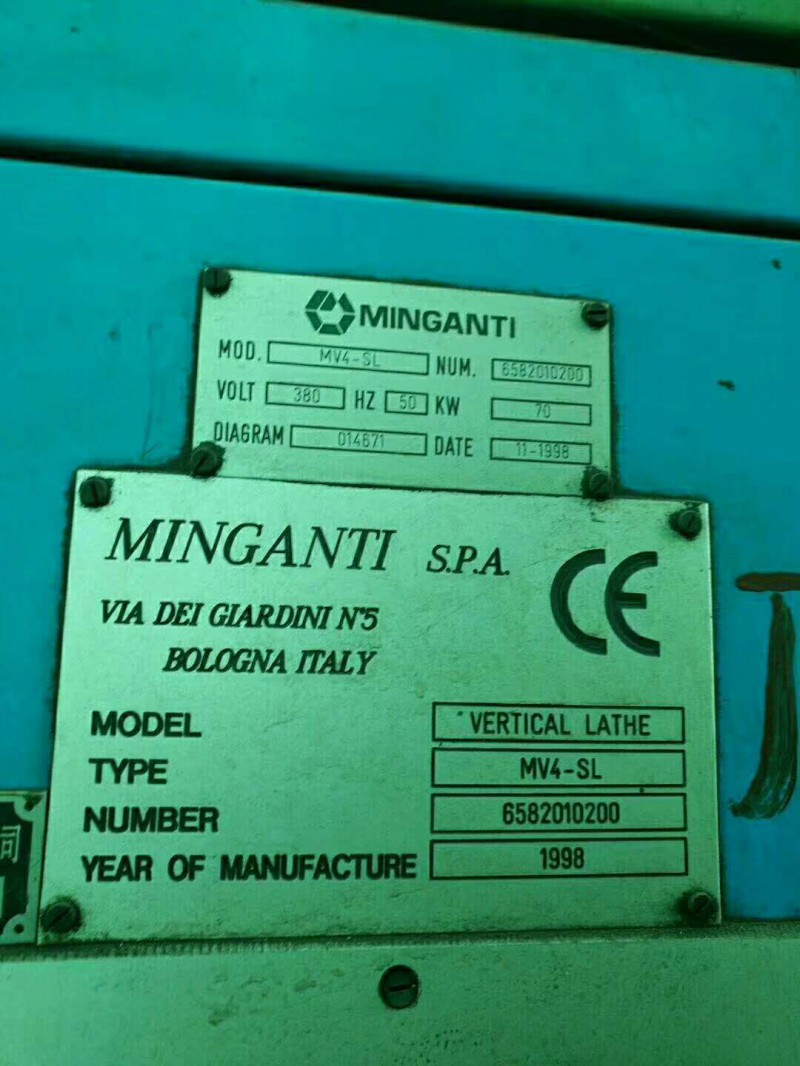 MINGANTI
MOD. MV4-SL NUM. 6582010200
VOLT 380 HZ 50 KW 70
DIAGRAM 014671 DATE 11-1998
MINGANTI S.P.A.
CE
VIA DEI GIARDINI N°5
BOLOGNA ITALY
MODEL VERTICAL LATHE
TYPE MV4-SL
NUMBER 6582010200
YEAR OF MANUFACTURE 1998